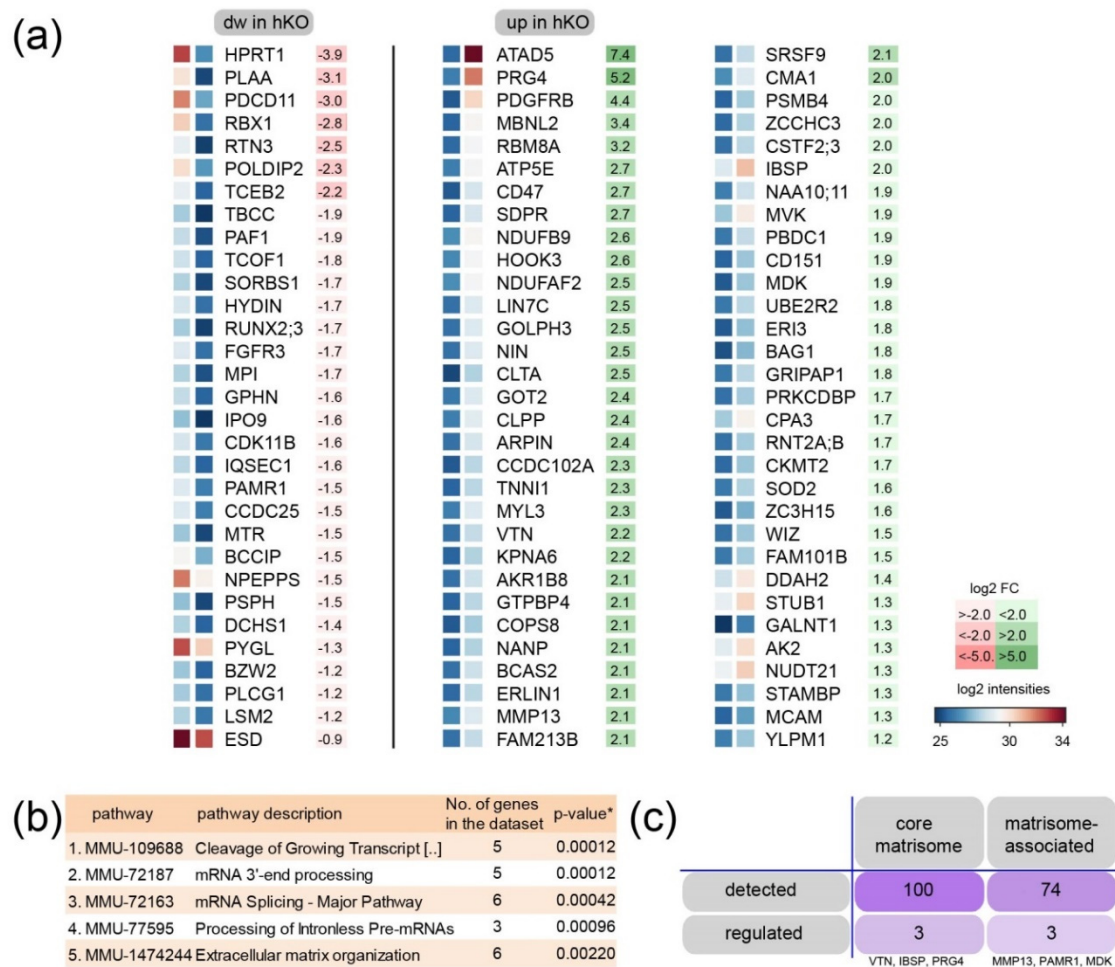 (a)
dw in hKO
up in hKO
HPRT1 -3.9 ATAD5 7.4 SRSF9 2.1
PLAA -3.1 PRG4 5.2 CMA1 2.0
PDCD11 -3.0 PDGFRB 4.4 PSMB4 2.0
RBX1 -2.8 MBNL2 3.4 ZCCHC3 2.0
RTN3 -2.5 RBM8A 3.2 CSTF2;3 2.0
POLDIP2 -2.3 ATP5E 2.7 IBSP 2.0
TCEB2 -2.2 CD47 2.7 NAA10;11 1.9
TBCC -1.9 SDPR 2.7 MVK 1.9
PAF1 -1.9 NDUFB9 2.6 PBDC1 1.9
TCOF1 -1.8 HOOK3 2.6 CD151 1.9
SORBS1 -1.7 NDUFAF2 2.5 MDK 1.9
HYDIN -1.7 LIN7C 2.5 UBE2R2 1.8
RUNX2;3 -1.7 GOLPH3 2.5 ERI3 1.8
FGFR3 -1.7 NIN 2.5 BAG1 1.8
MPI -1.7 CLTA 2.5 GRIPAP1 1.8
GPHN -1.6 GOT2 2.4 PRKCDBP 1.7
IPO9 -1.6 CLPP 2.4 CPA3 1.7
CDK11B -1.6 ARPIN 2.4 RNT2A;B 1.7
IQSEC1 -1.6 CCDC102A 2.3 CKMT2 1.7
PAMR1 -1.5 TNNI1 2.3 SOD2 1.6
CCDC25 -1.5 MYL3 2.3 ZC3H15 1.6
MTR -1.5 VTN 2.2 WIZ 1.5
BCCIP -1.5 KPNA6 2.2 FAM101B 1.5
NPEPPS -1.5 AKR1B8 2.1 DDAH2 1.4
PSPH -1.5 GTPBP4 2.1 STUB1 1.3
DCHS1 -1.4 COPS8 2.1 GALNT1 1.3
PYGL -1.3 NANP 2.1 AK2 1.3
BZW2 -1.2 BCAS2 2.1 NUDT21 1.3
PLCG1 -1.2 ERLIN1 2.1 STAMBP 1.3
LSM2 -1.2 MMP13 2.1 MCAM 1.3
ESD -0.9 FAM213B 2.1 YLPM1 1.2
log2 FC
>-2.0 <2.0
<-2.0 >2.0
<-5.0. >5.0
log2 intensities
25 30 34
(b)
pathway pathway description No. of genes in the dataset p-value*
1. MMU-109688 Cleavage of Growing Transcript [..] 5 0.00012
2. MMU-72187 mRNA 3'-end processing 5 0.00012
3. MMU-72163 mRNA Splicing - Major Pathway 6 0.00042
4. MMU-77595 Processing of Intronless Pre-mRNAs 3 0.00096
5. MMU-1474244 Extracellular matrix organization 6 0.00220
(c)
core matrisome
matrisome-associated
detected 100 74
regulated 3 3
VTN, IBSP, PRG4 MMP13, PAMR1, MDK